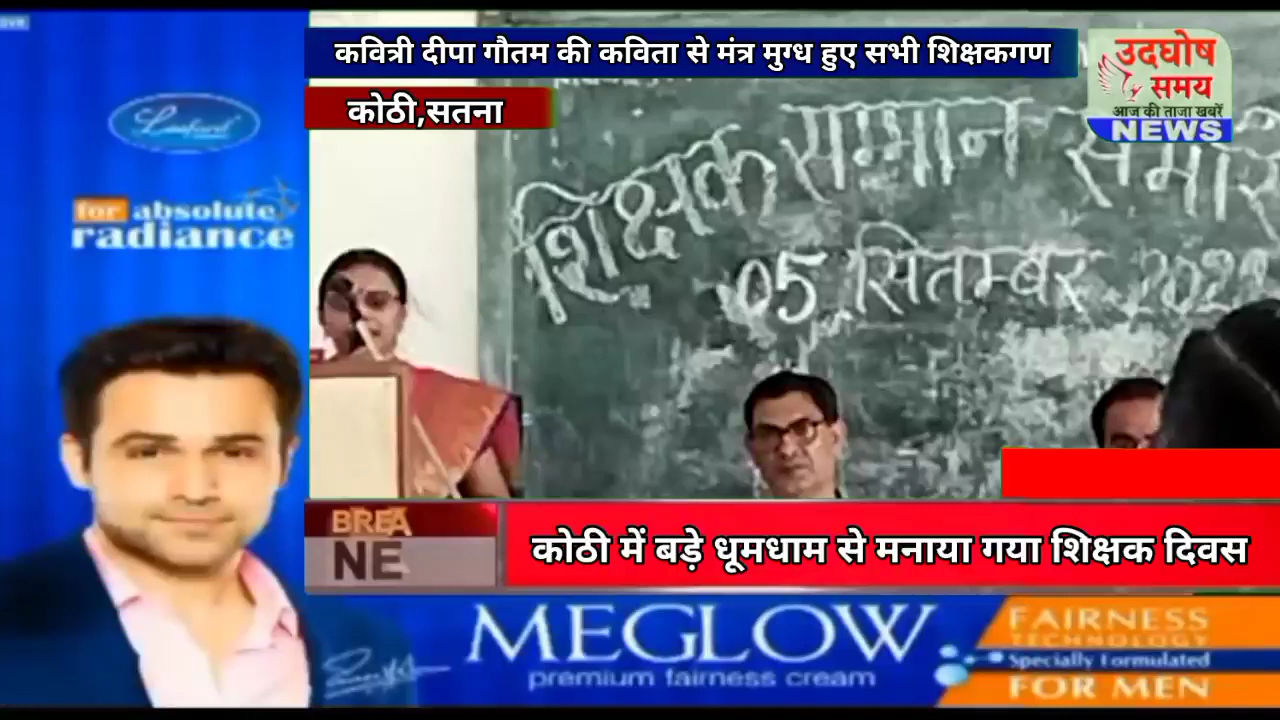 कवित्री दीपा गौतम की कविता से मंत्र मुग्ध हुए सभी शिक्षकगण
कोठी,सतना
उदघोष
समय
आज की ताजा खबरें
NEWS
for absolute
radiance
शिक्षक सम्मान
05 सितम्बर
BREA
NE
कोठी में बड़े धूमधाम से मनाया गया शिक्षक दिवस
MEGLOW
premium fairness cream
FAIRNESS
TECHNOLOGY
Specially Formulated
FOR MEN